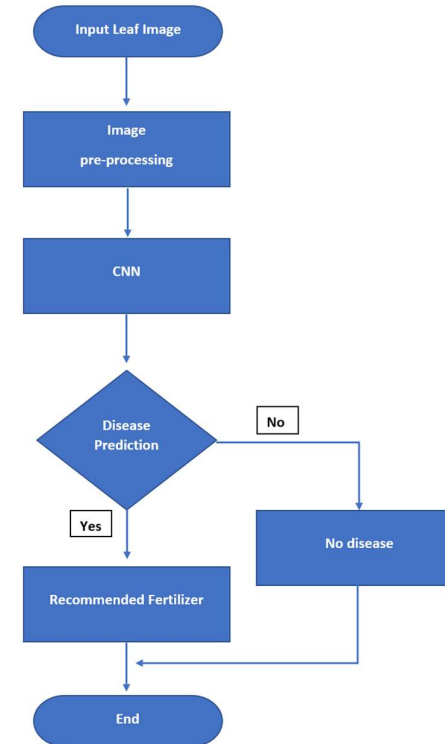 Input Leaf Image
Image
pre-processing
CNN
Disease
Prediction
No
Yes
No disease
Recommended Fertilizer
End